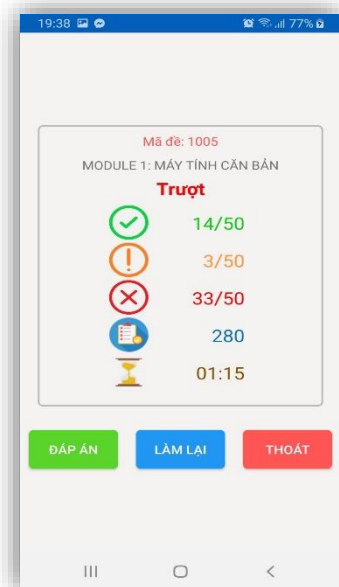 19:38 77%
Mã đề: 1005
MODULE 1: MÁY TÍNH CĂN BẢN
Trượt
14/50
3/50
33/50
280
01:15
ĐÁP ÁN LÀM LẠI THOÁT